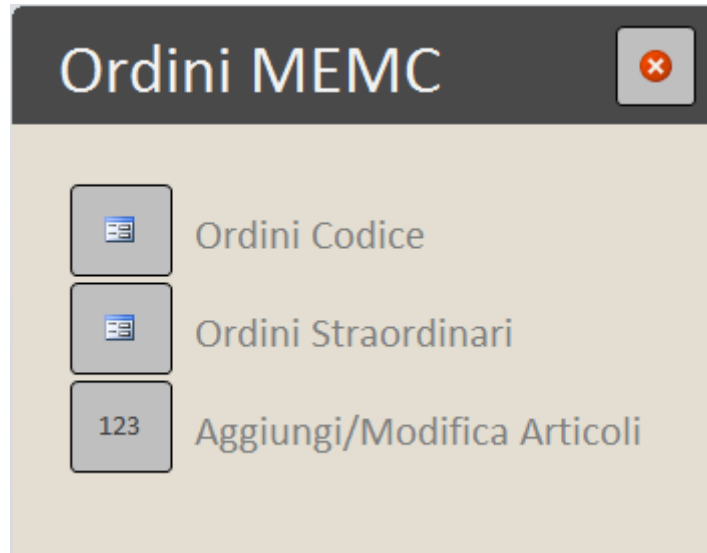 Ordini MEMC
Ordini Codice
Ordini Straordinari
123
Aggiungi/Modifica Articoli